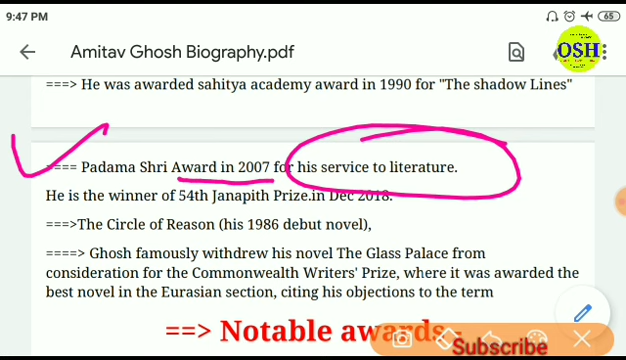 9:47 PM
65
Amitav Ghosh Biography.pdf
OSH
===> He was awarded sahitya academy award in 1990 for "The shadow Lines"
==== Padama Shri Award in 2007 for his service to literature.
He is the winner of 54th Janapith Prize.in Dec 2018.
===>The Circle of Reason (his 1986 debut novel),
====> Ghosh famously withdrew his novel The Glass Palace from
consideration for the Commonwealth Writers' Prize, where it was awarded the
best novel in the Eurasian section, citing his objections to the term
==> Notable awards
Subscribe